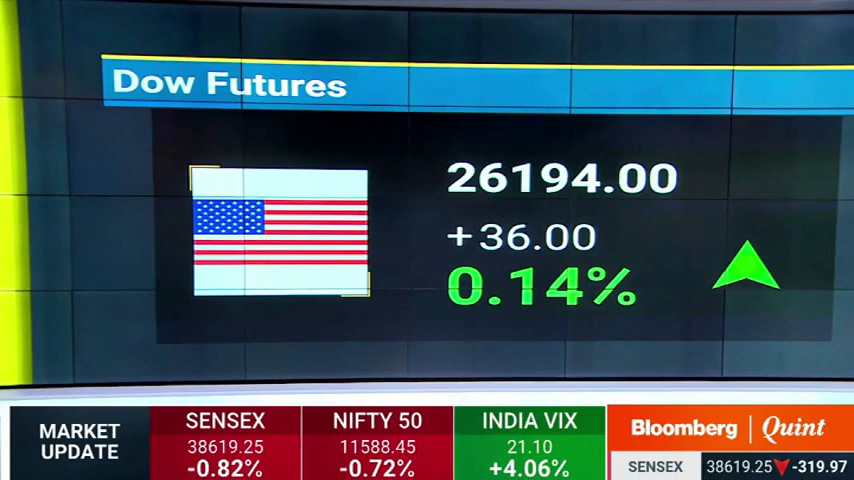 Dow Futures
26194.00
+36.00
0.14%
MARKET
UPDATE
SENSEX
38619.25
-0.82%
NIFTY 50
11588.45
-0.72%
INDIA VIX
21.10
+4.06%
Bloomberg | Quint
SENSEX 38619.25 -319.97